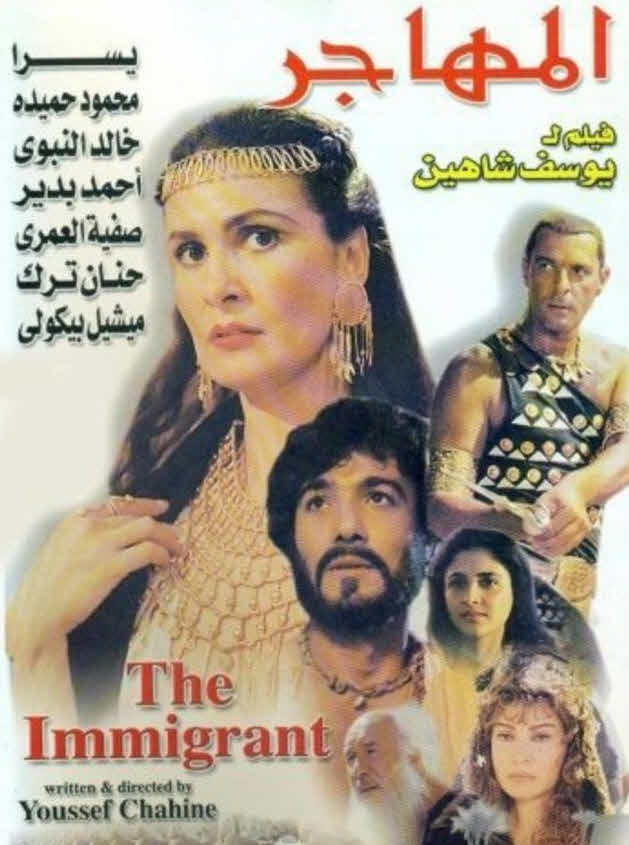 المهاجر
فيلم لـ
يوسف شاهين
يسرا
محمود حميده
خالد النبوى
أحمد بدير
صفية العمرى
حنان ترك
ميشيل بيكولى
The
Immigrant
written & directed by
Youssef Chahine